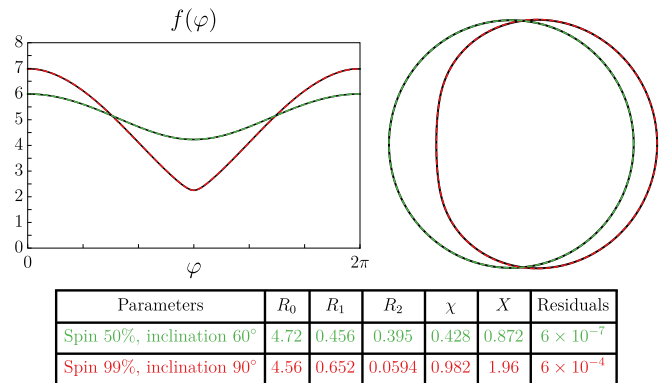 f(φ)
8
7
6
5
4
3
2
1
0
0 φ 2π
Parameters R₀ R₁ R₂ χ X Residuals
Spin 50%, inclination 60° 4.72 0.456 0.395 0.428 0.872 6 × 10⁻⁷
Spin 99%, inclination 90° 4.56 0.652 0.0594 0.982 1.96 6 × 10⁻⁴